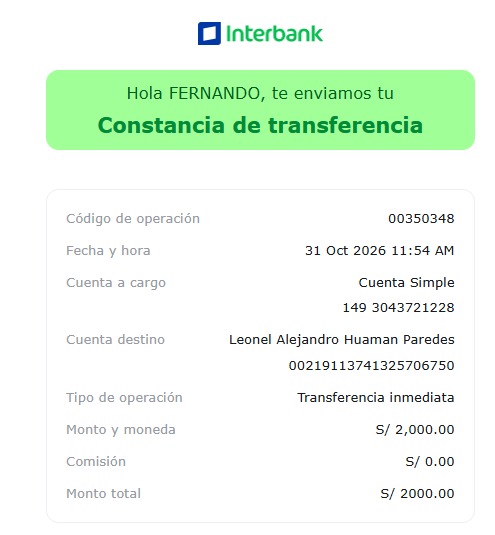 Interbank
Hola FERNANDO, te enviamos tu
Constancia de transferencia
Código de operación 00350348
Fecha y hora 31 Oct 2026 11:54 AM
Cuenta a cargo Cuenta Simple
149 3043721228
Cuenta destino Leonel Alejandro Huaman Paredes
00219113741325706750
Tipo de operación Transferencia inmediata
Monto y moneda S/ 2,000.00
Comisión S/ 0.00
Monto total S/ 2000.00